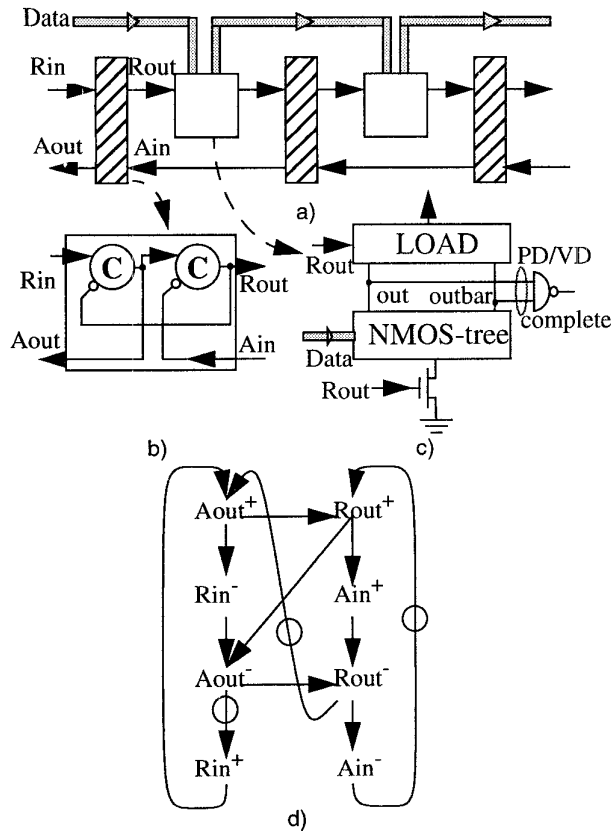 Data
Rin
Rout
Aout
Ain
a)
C
C
Rin
Rout
Aout
Ain
b)
LOAD
Rout
PD/VD
out
outbar
complete
NMOS-tree
Data
Rout
c)
Aout+
Rout+
Rin-
Ain+
Aout-
Rout-
Rin+
Ain-
d)